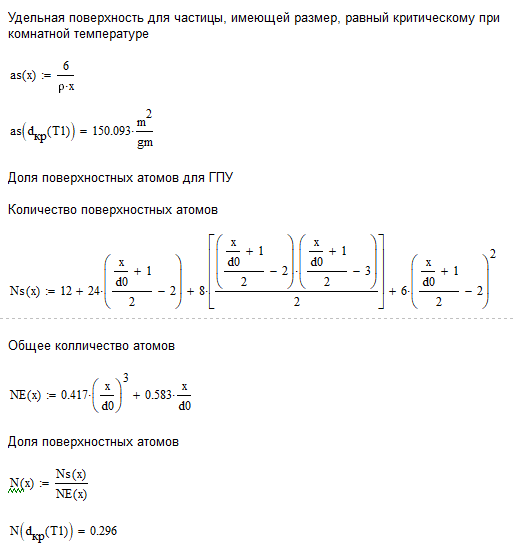 Удельная поверхность для частицы, имеющей размер, равный критическому при
комнатной температуре
as(x) := 6/(ρ·x)
as(dкр(T1)) = 150.093·m^2/gm
Доля поверхностных атомов для ГПУ
Количество поверхностных атомов
Ns(x) := 12 + 24·((x/d0 + 1)/2 − 2) + 8·[((x/d0 + 1)/2 − 2)·((x/d0 + 1)/2 − 3)/2] + 6·((x/d0 + 1)/2 − 2)^2
Общее колличество атомов
NE(x) := 0.417·(x/d0)^3 + 0.583·x/d0
Доля поверхностных атомов
N(x) := Ns(x)/NE(x)
N(dкр(T1)) = 0.296